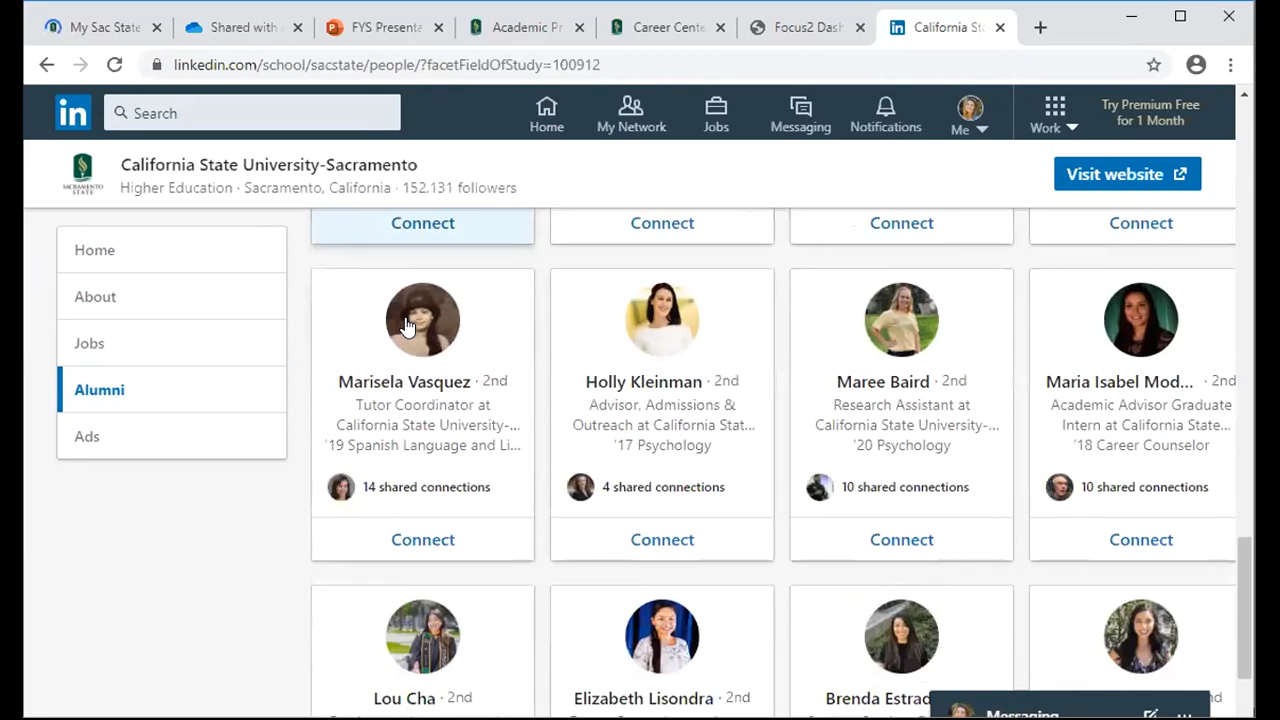 My Sac State
Shared with
FYS Presenta
Academic Pr
Career Cente
Focus2 Dash
California Sta
linkedin.com/school/sacstate/people/?facetFieldOfStudy=100912
in
Search
Home
My Network
Jobs
Messaging
Notifications
Me
Work
Try Premium Free
for 1 Month
SACRAMENTO
STATE
California State University-Sacramento
Higher Education · Sacramento, California · 152,131 followers
Visit website
Home
About
Jobs
Alumni
Ads
Connect
Connect
Connect
Connect
Marisela Vasquez · 2nd
Tutor Coordinator at
California State University-...
'19 Spanish Language and Li...
14 shared connections
Connect
Holly Kleinman · 2nd
Advisor, Admissions &
Outreach at California Stat...
'17 Psychology
4 shared connections
Connect
Maree Baird · 2nd
Research Assistant at
California State University-...
'20 Psychology
10 shared connections
Connect
Maria Isabel Mod... · 2nd
Academic Advisor Graduate
Intern at California State...
'18 Career Counselor
10 shared connections
Connect
Lou Cha · 2nd
Elizabeth Lisondra · 2nd
Brenda Estrad
nd
Messaging